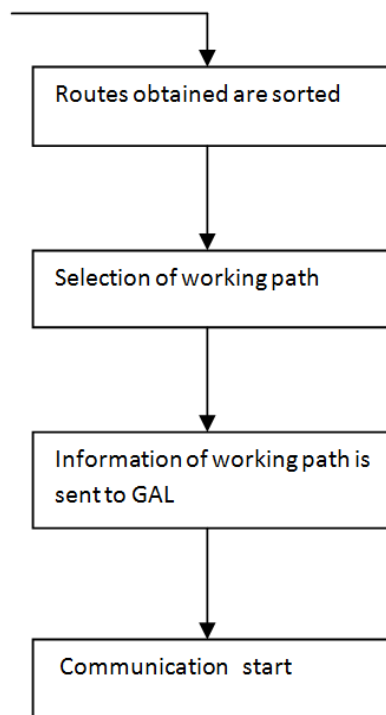 Routes obtained are sorted
Selection of working path
Information of working path is
sent to GAL
Communication start